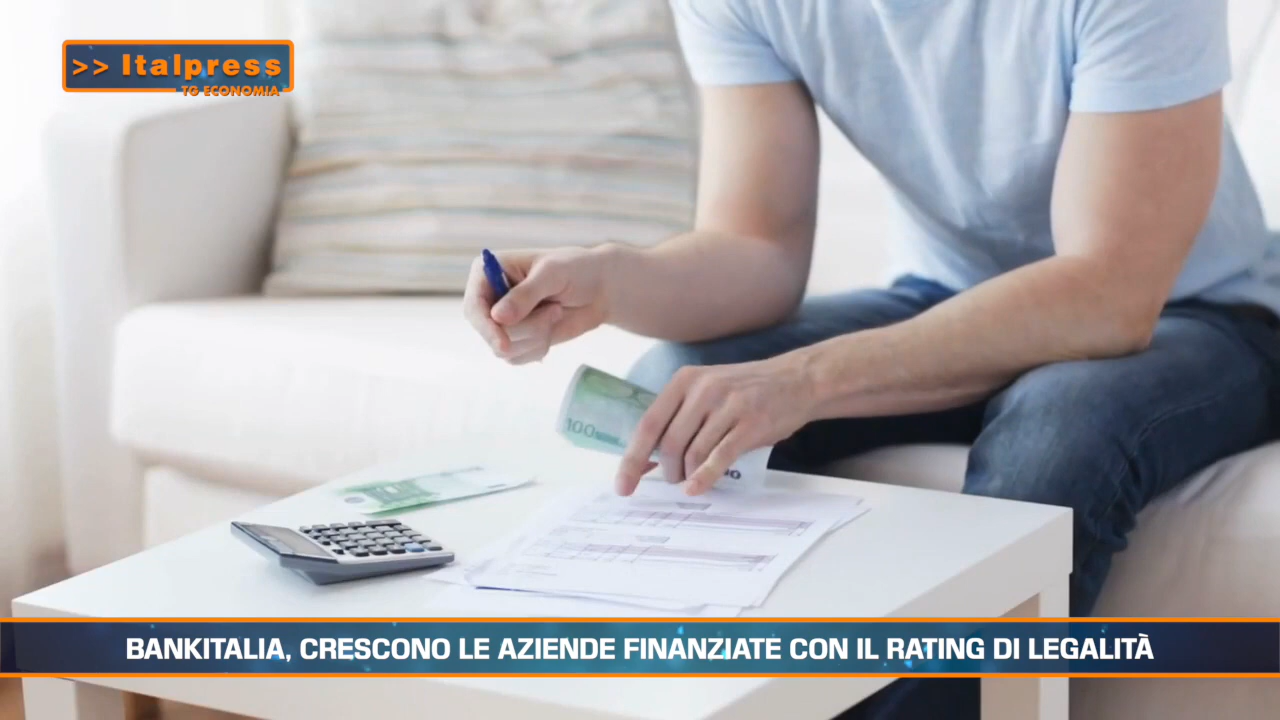 >> Italpress
TG ECONOMIA
100
BANKITALIA, CRESCONO LE AZIENDE FINANZIATE CON IL RATING DI LEGALITÀ